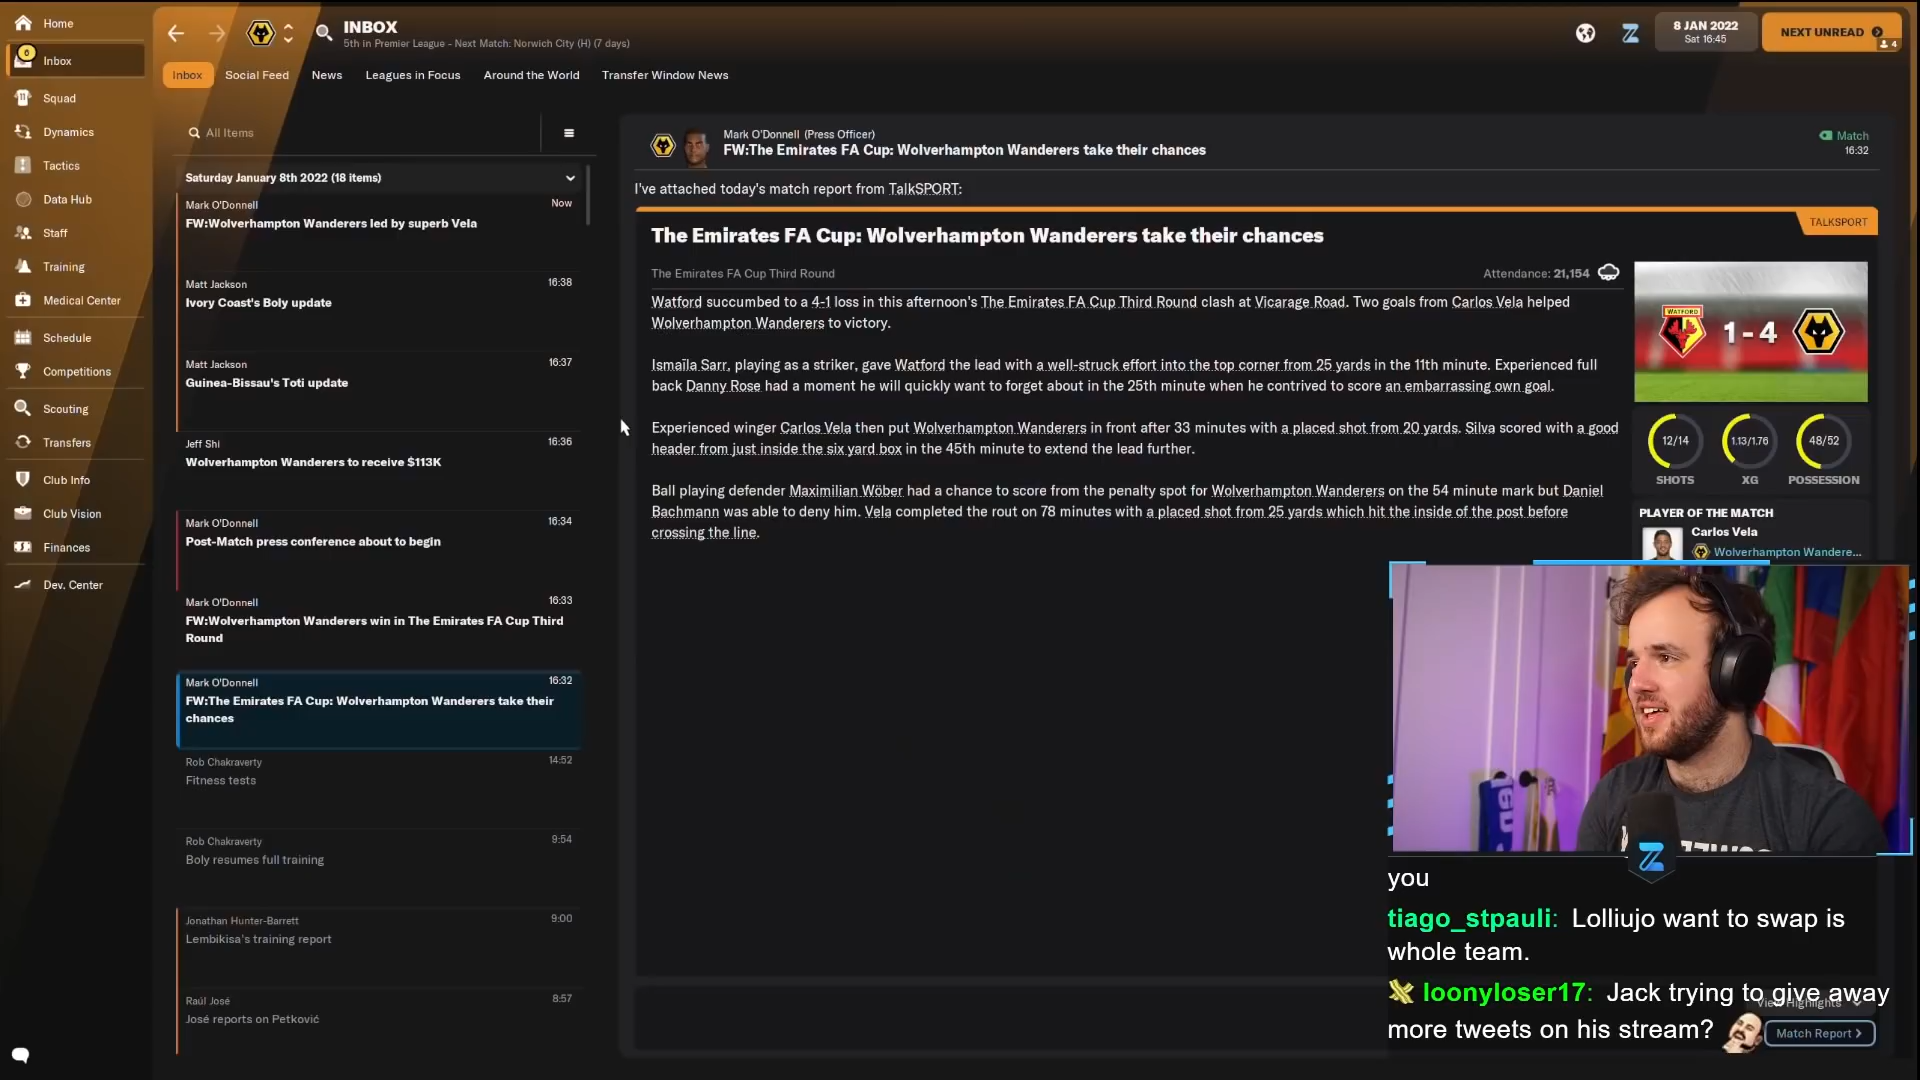 Home
Inbox
6
Squad
Dynamics
Tactics
Data Hub
Staff
Training
Medical Center
Schedule
Competitions
Scouting
Transfers
Club Info
Club Vision
Finances
Dev. Center
INBOX
5th in Premier League - Next Match: Norwich City (H) (7 days)
8 JAN 2022
Sat 16:45
NEXT UNREAD
4
Inbox
Social Feed
News
Leagues in Focus
Around the World
Transfer Window News
All Items
Saturday January 8th 2022 (18 items)
Mark O'Donnell Now
FW:Wolverhampton Wanderers led by superb Vela
Matt Jackson 16:38
Ivory Coast's Boly update
Matt Jackson 16:37
Guinea-Bissau's Toti update
Jeff Shi 16:36
Wolverhampton Wanderers to receive $113K
Mark O'Donnell 16:34
Post-Match press conference about to begin
Mark O'Donnell 16:33
FW:Wolverhampton Wanderers win in The Emirates FA Cup Third
Round
Mark O'Donnell 16:32
FW:The Emirates FA Cup: Wolverhampton Wanderers take their
chances
Rob Chakraverty 14:52
Fitness tests
Rob Chakraverty 9:54
Boly resumes full training
Jonathan Hunter-Barrett 9:00
Lembikisa's training report
Raúl José 8:57
José reports on Petković
Mark O'Donnell (Press Officer)
FW:The Emirates FA Cup: Wolverhampton Wanderers take their chances
Match
16:32
I've attached today's match report from TalkSPORT:
TALKSPORT
The Emirates FA Cup: Wolverhampton Wanderers take their chances
The Emirates FA Cup Third Round
Attendance: 21,154
Watford succumbed to a 4-1 loss in this afternoon's The Emirates FA Cup Third Round clash at Vicarage Road. Two goals from Carlos Vela helped
Wolverhampton Wanderers to victory.
Ismaïla Sarr, playing as a striker, gave Watford the lead with a well-struck effort into the top corner from 25 yards in the 11th minute. Experienced full
back Danny Rose had a moment he will quickly want to forget about in the 25th minute when he contrived to score an embarrassing own goal.
Experienced winger Carlos Vela then put Wolverhampton Wanderers in front after 33 minutes with a placed shot from 20 yards. Silva scored with a good
header from just inside the six yard box in the 45th minute to extend the lead further.
Ball playing defender Maximilian Wöber had a chance to score from the penalty spot for Wolverhampton Wanderers on the 54 minute mark but Daniel
Bachmann was able to deny him. Vela completed the rout on 78 minutes with a placed shot from 25 yards which hit the inside of the post before
crossing the line.
WATFORD
1 - 4
12/14
1.13/1.76
48/52
SHOTS
XG
POSSESSION
PLAYER OF THE MATCH
Carlos Vela
Wolverhampton Wandere...
you
tiago_stpauli: Lolliujo want to swap is
whole team.
loonyloser17: Jack trying to give away
more tweets on his stream?
View Highlights
Match Report